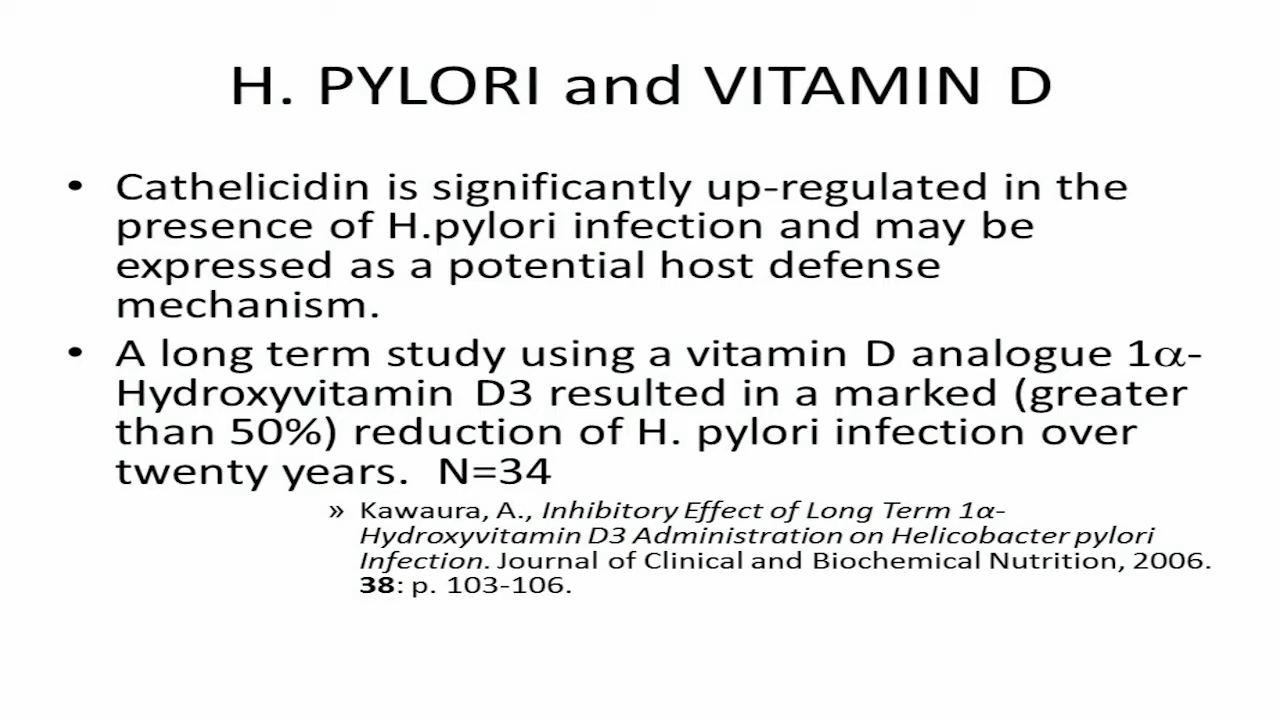 H. PYLORI and VITAMIN D
• Cathelicidin is significantly up-regulated in the
presence of H.pylori infection and may be
expressed as a potential host defense
mechanism.
• A long term study using a vitamin D analogue 1α-
Hydroxyvitamin D3 resulted in a marked (greater
than 50%) reduction of H. pylori infection over
twenty years.  N=34
» Kawaura, A., Inhibitory Effect of Long Term 1α-
Hydroxyvitamin D3 Administration on Helicobacter pylori
Infection. Journal of Clinical and Biochemical Nutrition, 2006.
38: p. 103-106.